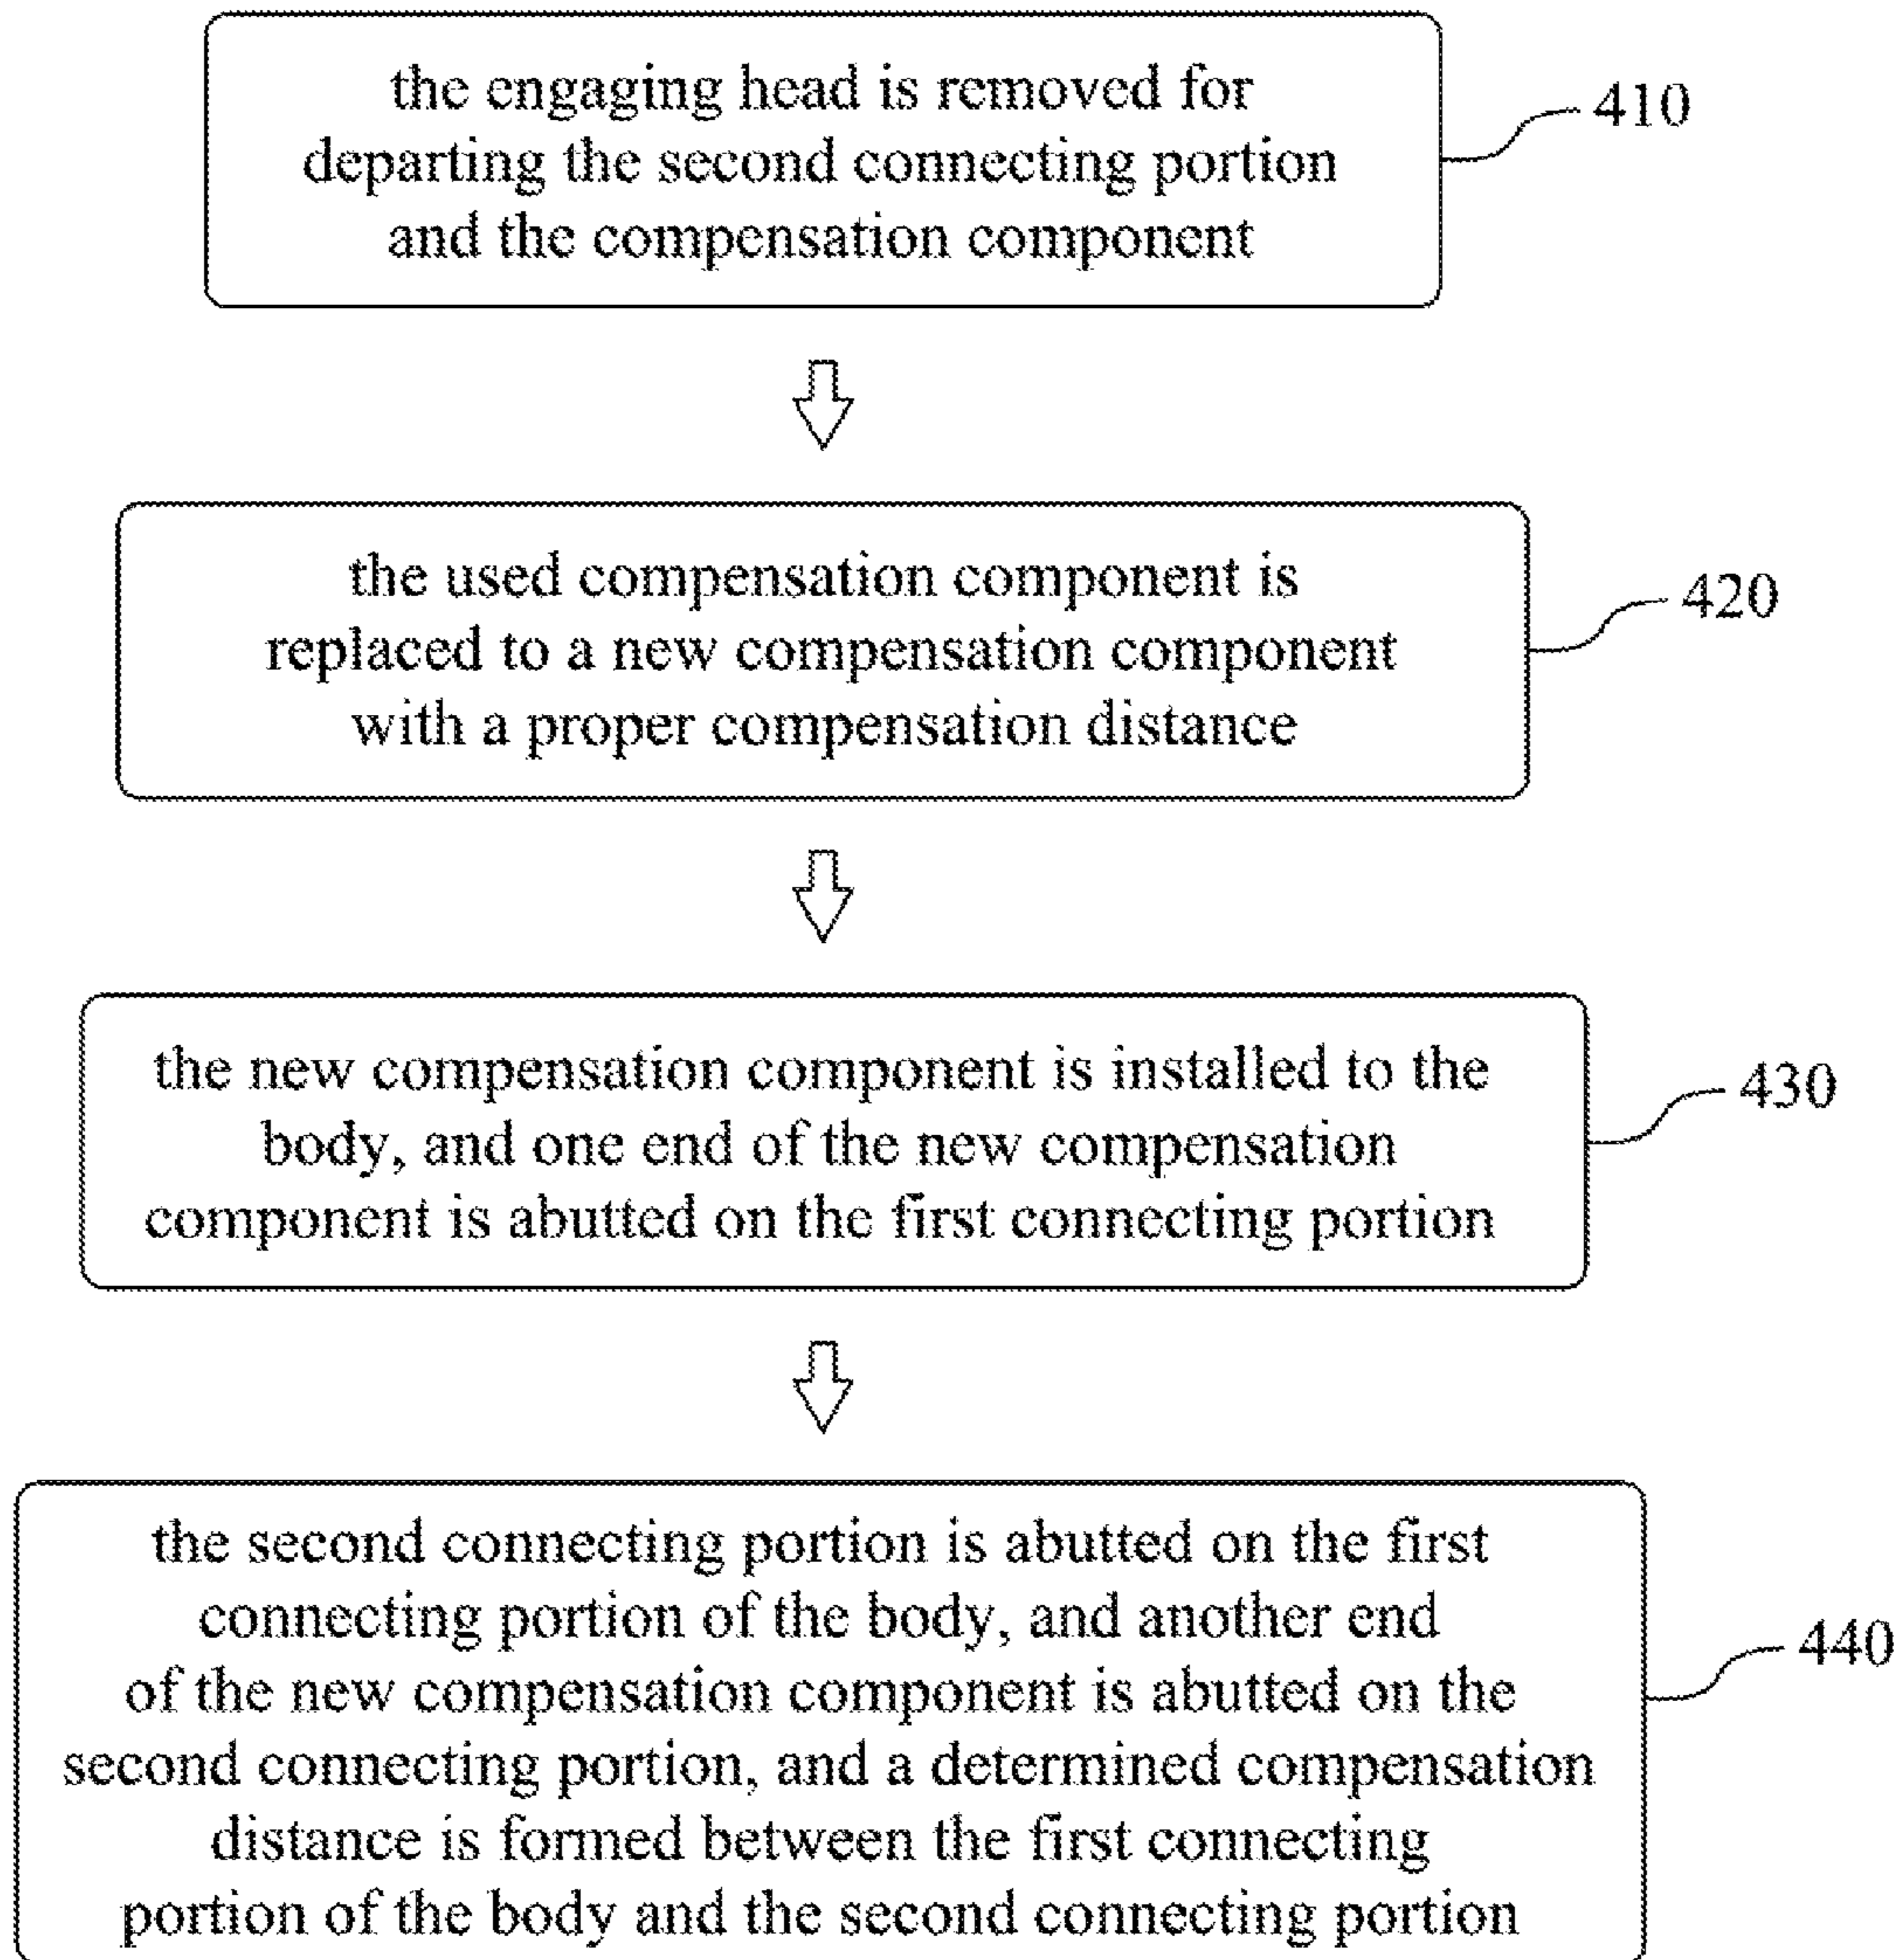 the engaging head is removed for
departing the second connecting portion
and the compensation component
410
the used compensation component is
replaced to a new compensation component
with a proper compensation distance
420
the new compensation component is installed to the
body, and one end of the new compensation
component is abutted on the first connecting portion
430
the second connecting portion is abutted on the first
connecting portion of the body, and another end
of the new compensation component is abutted on the
second connecting portion, and a determined compensation
distance is formed between the first connecting
portion of the body and the second connecting portion
440